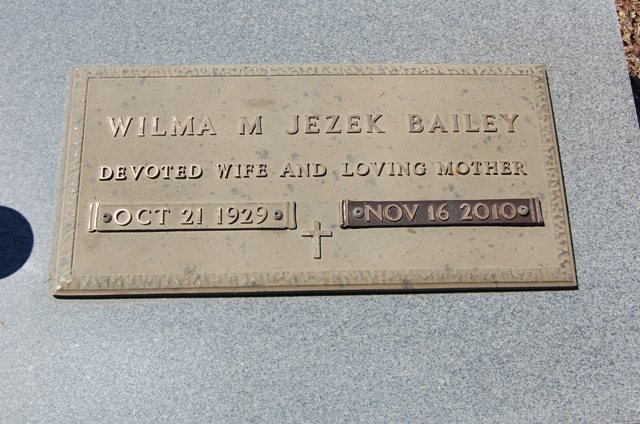 WILMA M JEZEK BAILEY
DEVOTED WIFE AND LOVING MOTHER
OCT 21 1929 NOV 16 2010